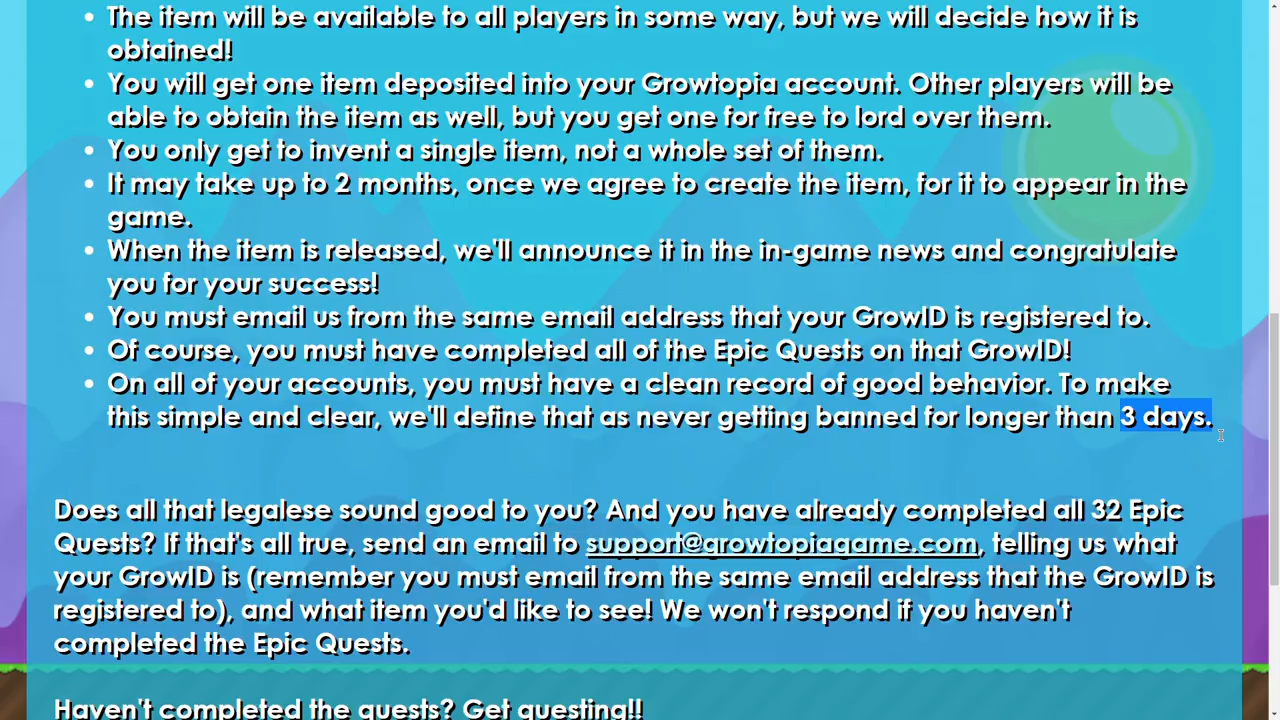 • The item will be available to all players in some way, but we will decide how it is
obtained!
• You will get one item deposited into your Growtopia account. Other players will be
able to obtain the item as well, but you get one for free to lord over them.
• You only get to invent a single item, not a whole set of them.
• It may take up to 2 months, once we agree to create the item, for it to appear in the
game.
• When the item is released, we'll announce it in the in-game news and congratulate
you for your success!
• You must email us from the same email address that your GrowID is registered to.
• Of course, you must have completed all of the Epic Quests on that GrowID!
• On all of your accounts, you must have a clean record of good behavior. To make
this simple and clear, we'll define that as never getting banned for longer than 3 days.
Does all that legalese sound good to you? And you have already completed all 32 Epic
Quests? If that's all true, send an email to support@growtopiagame.com, telling us what
your GrowID is (remember you must email from the same email address that the GrowID is
registered to), and what item you'd like to see! We won't respond if you haven't
completed the Epic Quests.
Haven't completed the quests? Get questing!!